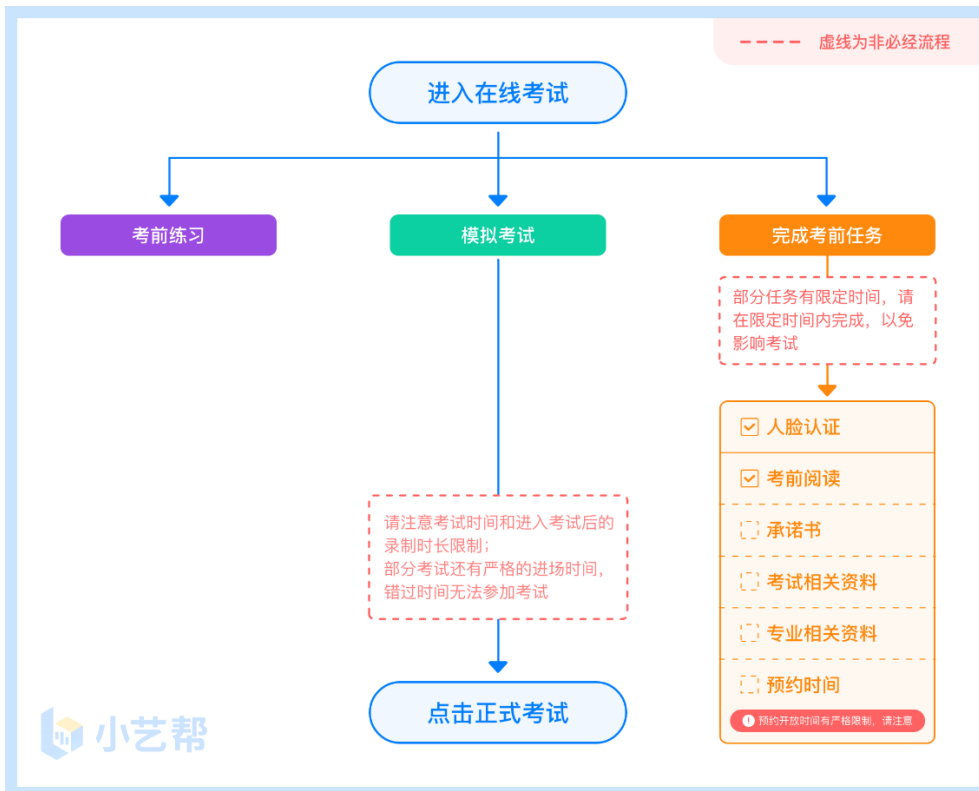 虚线为非必经流程
进入在线考试
考前练习
模拟考试
完成考前任务
部分任务有限定时间，请
在限定时间内完成，以免
影响考试
人脸认证
考前阅读
承诺书
考试相关资料
专业相关资料
预约时间
预约开放时间有严格限制，请注意
请注意考试时间和进入考试后的
录制时长限制；
部分考试还有严格的进场时间，
错过时间无法参加考试
点击正式考试
小艺帮